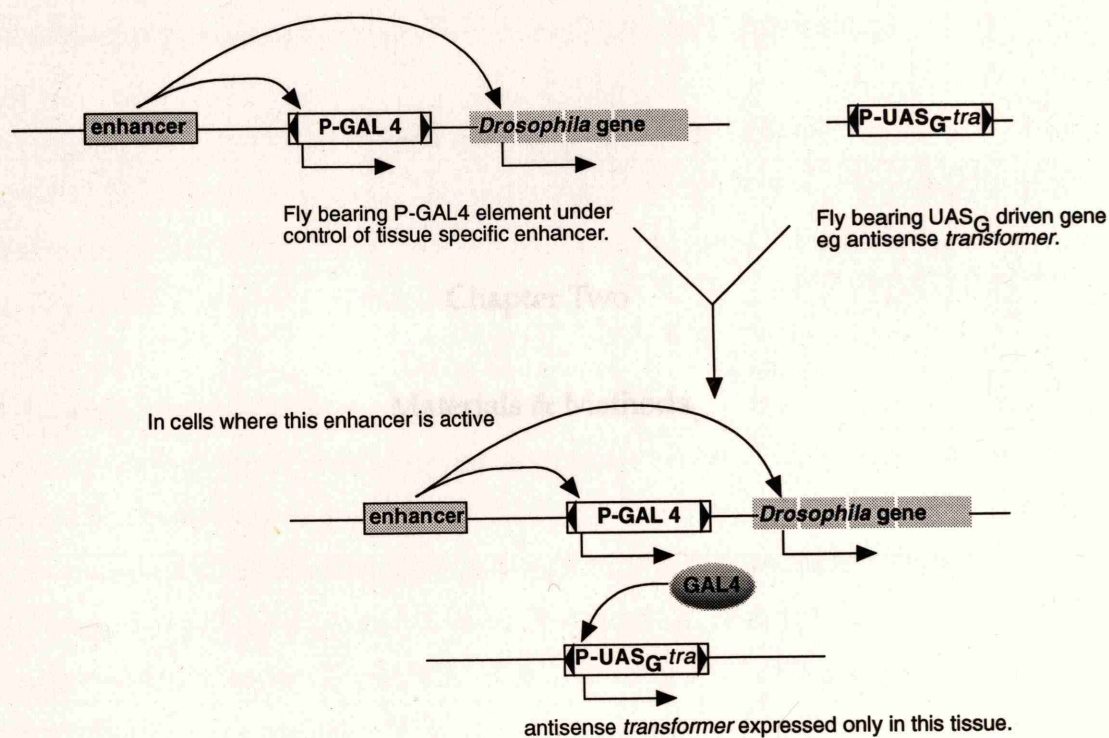 enhancer
P-GAL 4
Drosophila gene
P-UASG-tra
Fly bearing P-GAL4 element under
control of tissue specific enhancer.
Fly bearing UASG driven gene
eg antisense transformer.
Chapter Two
Materials & Methods
In cells where this enhancer is active
enhancer
P-GAL 4
Drosophila gene
GAL4
P-UASG-tra
antisense transformer expressed only in this tissue.